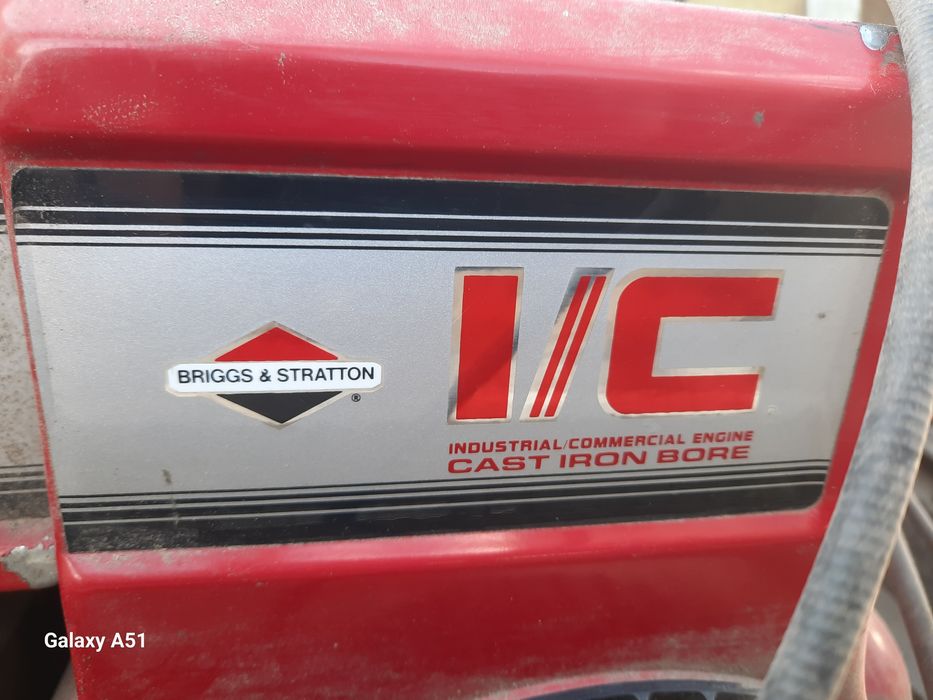 BRIGGS & STRATTON
®
I/C
INDUSTRIAL/COMMERCIAL ENGINE
CAST IRON BORE
Galaxy A51